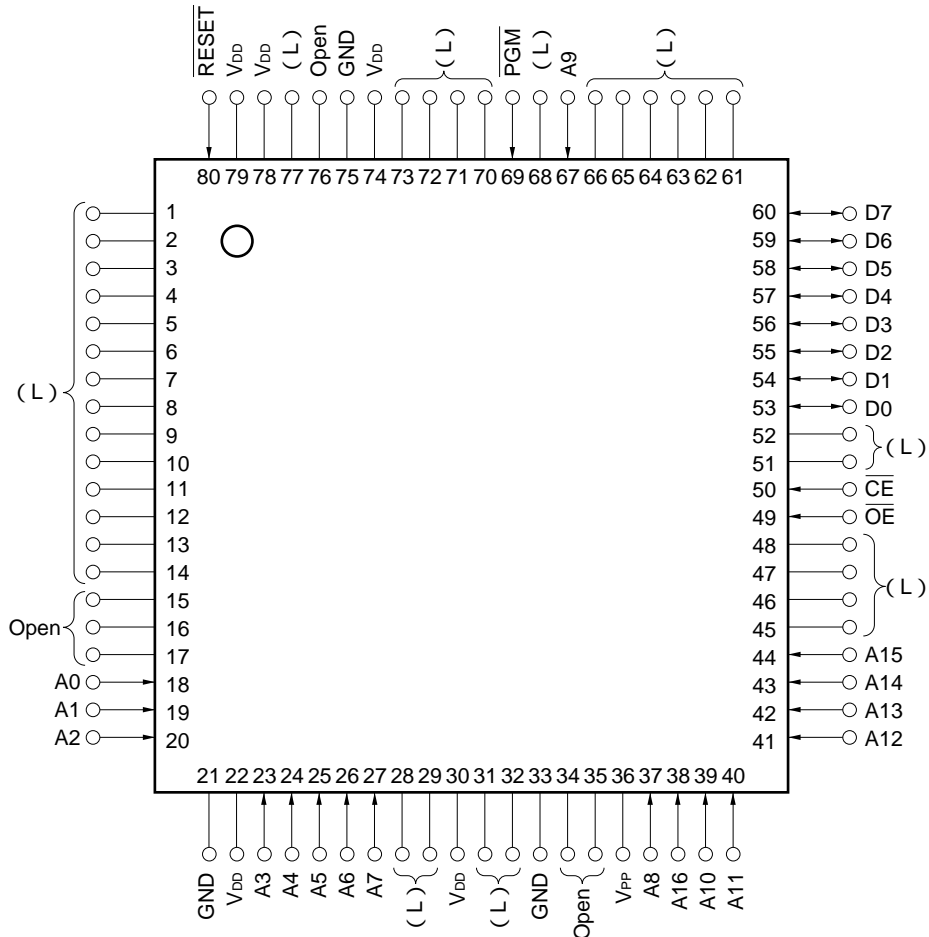 RESET VDD VDD (L) Open GND VDD (L) PGM (L) A9 (L)
80 79 78 77 76 75 74 73 72 71 70 69 68 67 66 65 64 63 62 61
1
2
3
4
5
6
7
8
9
10
11
12
13
14
(L)
15
16
17
Open
A0 18
A1 19
A2 20
60 D7
59 D6
58 D5
57 D4
56 D3
55 D2
54 D1
53 D0
52
51
(L)
50 CE
49 OE
48
47
46
45
(L)
44 A15
43 A14
42 A13
41 A12
21 22 23 24 25 26 27 28 29 30 31 32 33 34 35 36 37 38 39 40
GND VDD A3 A4 A5 A6 A7 (L) VDD (L) GND Open VPP A8 A16 A10 A11